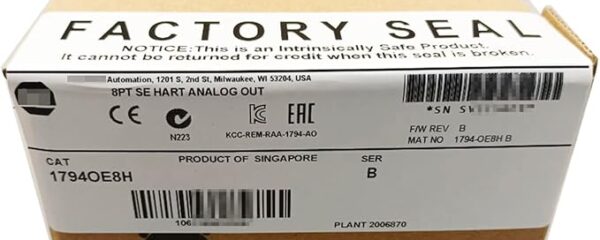 FACTORY SEAL
NOTICE: This is an Intrinsically Safe Product.
It cannot be returned for credit when this seal is broken.
Automation, 1201 S, 2nd St, Milwaukee, WI 53204, USA
8PT SE HART ANALOG OUT
CE
EAC
N223
KCC-REM-RAA-1794-AO
*SN
F/W REV B
MAT NO 1794-OE8H B
CAT
PRODUCT OF SINGAPORE
SER
1794OE8H
B
PLANT 2006870